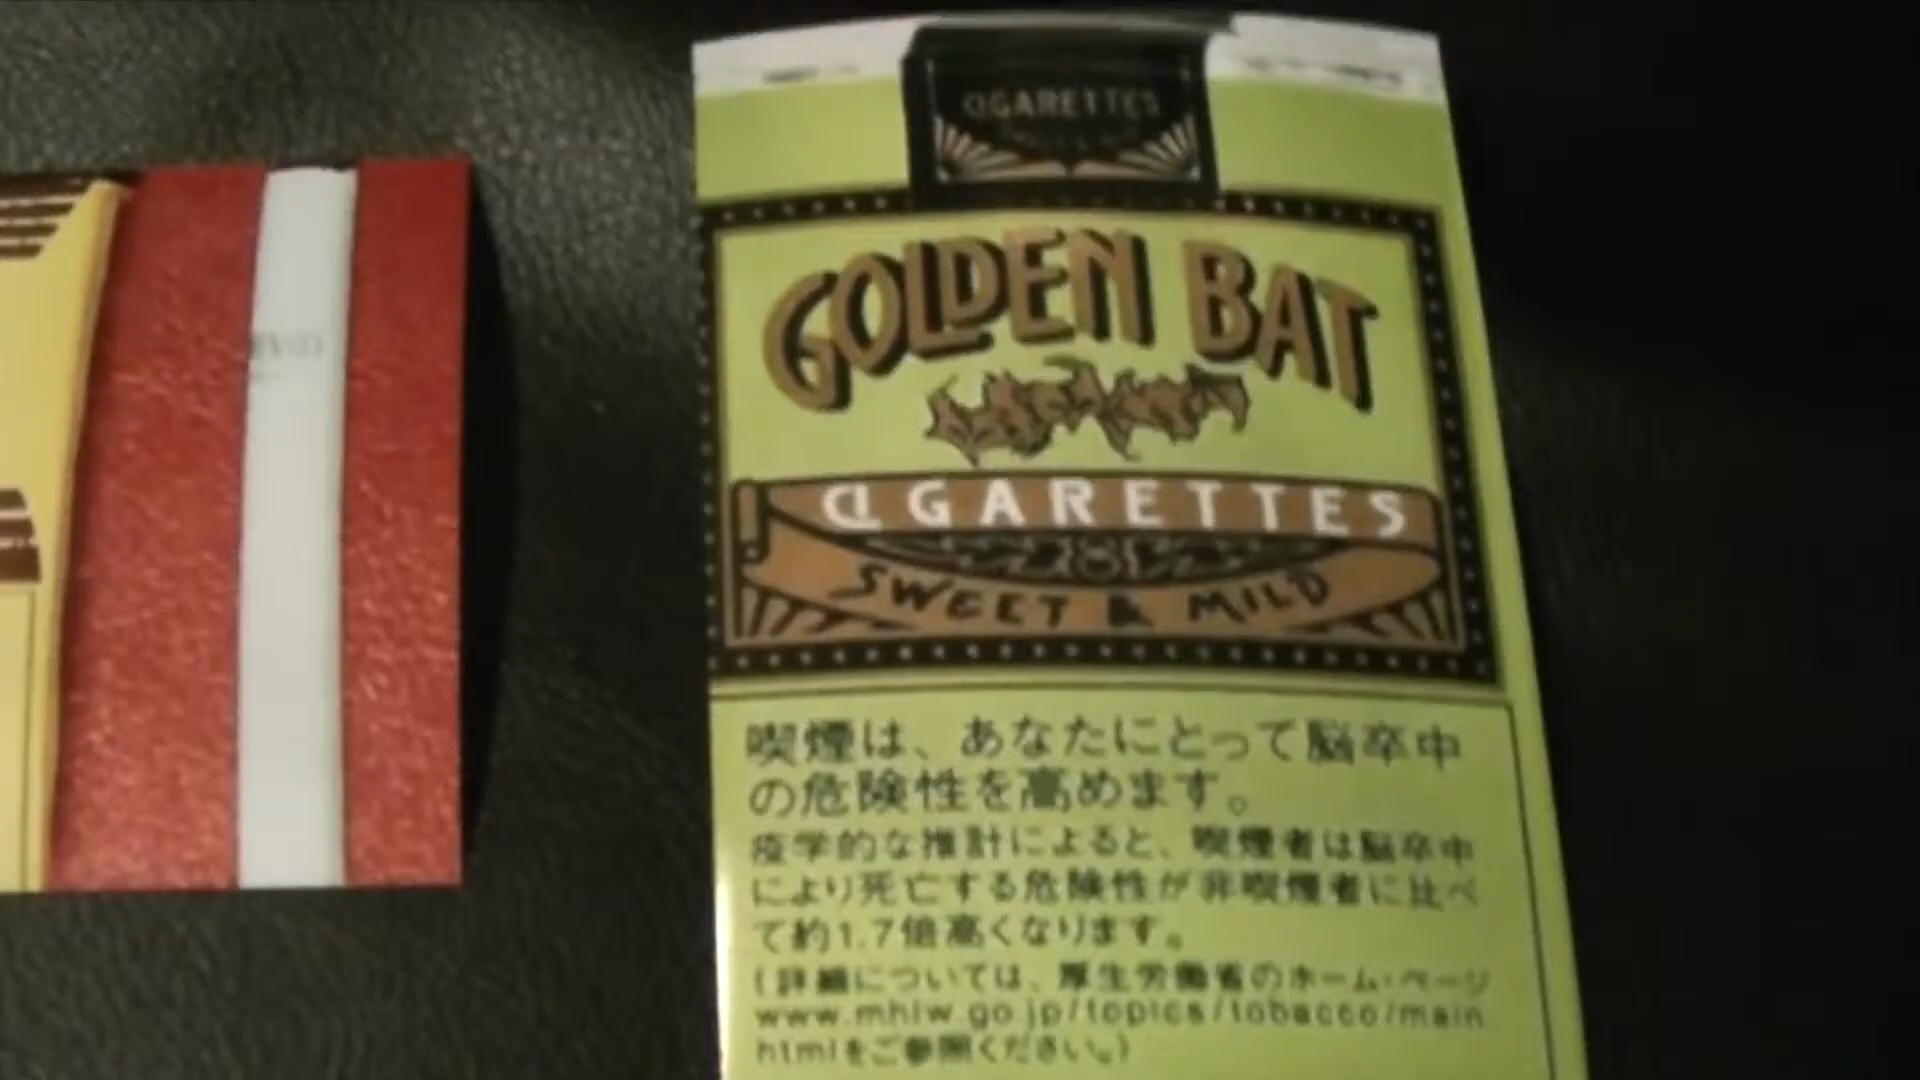 CIGARETTES
GOLDEN BAT
CIGARETTES
SWEET & MILD
喫煙は、あなたにとって脳卒中
の危険性を高めます。
疫学的な推計によると、喫煙者は脳卒中
により死亡する危険性が非喫煙者に比べ
て約1.7倍高くなります。
(詳細については、厚生労働省のホーム・ページ
www.mhlw.go.jp/topics/tobacco/main.
htmlをご参照ください。)